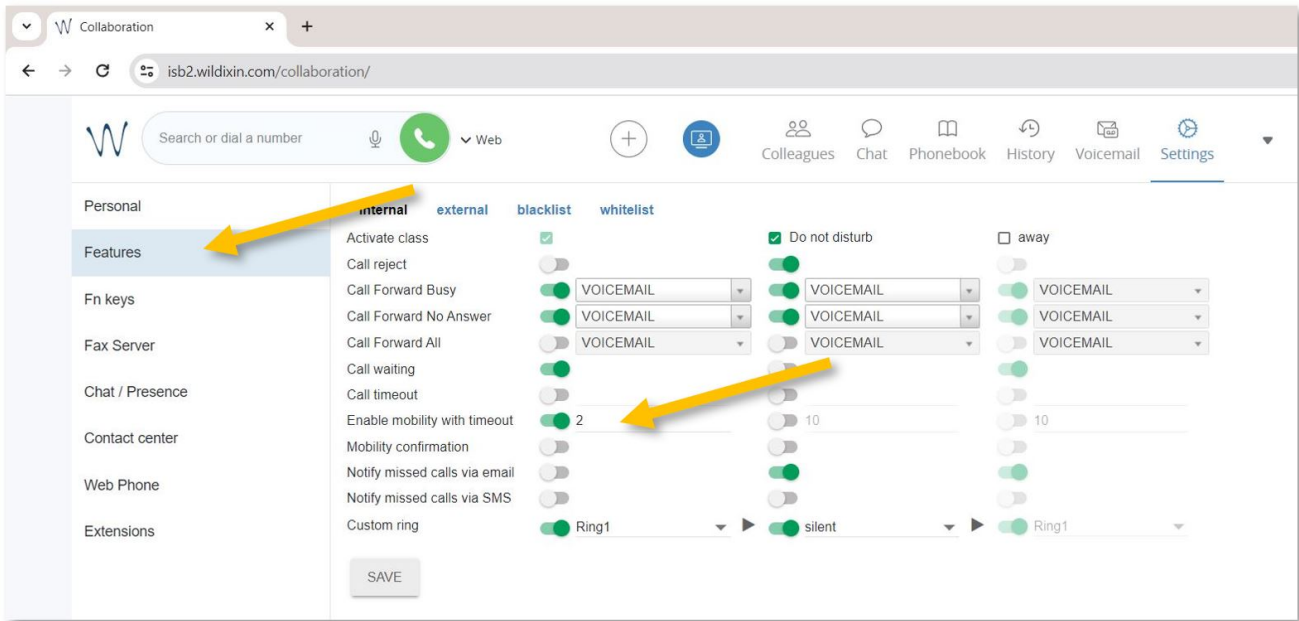 Collaboration
isb2.wildixin.com/collaboration/
Search or dial a number
Web
Colleagues Chat Phonebook History Voicemail Settings
Personal
Features
Fn keys
Fax Server
Chat / Presence
Contact center
Web Phone
Extensions
internal external blacklist whitelist
Activate class Do not disturb away
Call reject
Call Forward Busy VOICEMAIL VOICEMAIL VOICEMAIL
Call Forward No Answer VOICEMAIL VOICEMAIL VOICEMAIL
Call Forward All VOICEMAIL VOICEMAIL VOICEMAIL
Call waiting
Call timeout
Enable mobility with timeout 2 10 10
Mobility confirmation
Notify missed calls via email
Notify missed calls via SMS
Custom ring Ring1 silent Ring1
SAVE